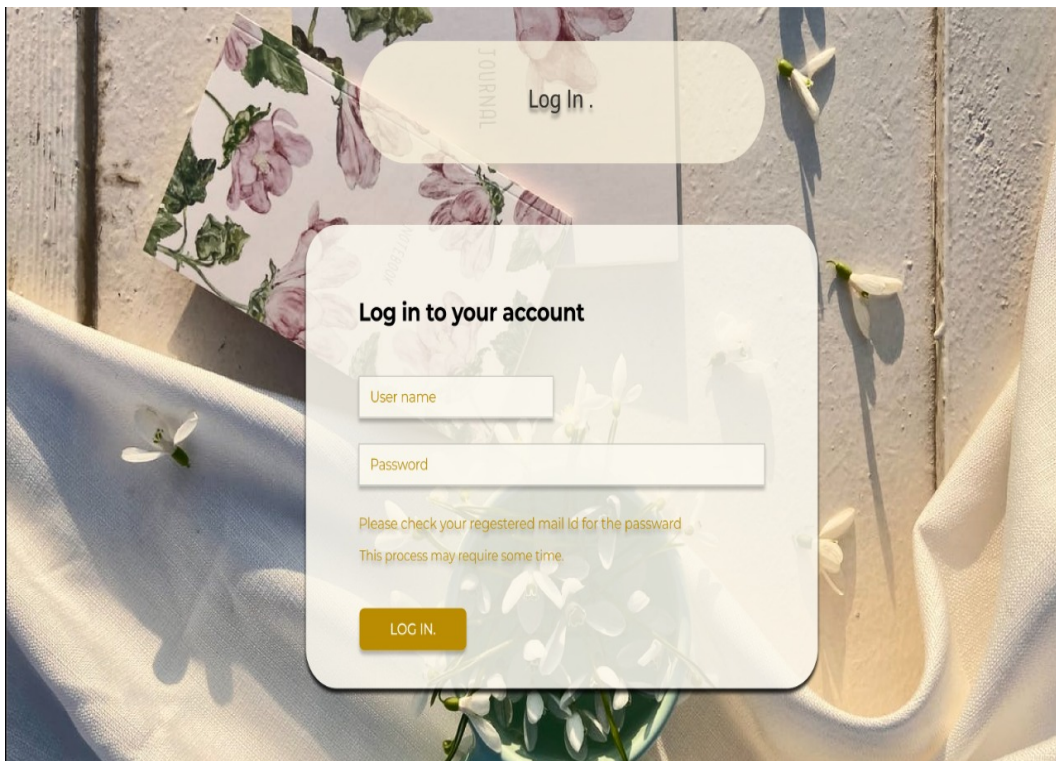 JOURNAL
Log In .
NOTEBOOK
Log in to your account
User name
Password
Please check your regestered mail Id for the passward
This process may require some time.
LOG IN.